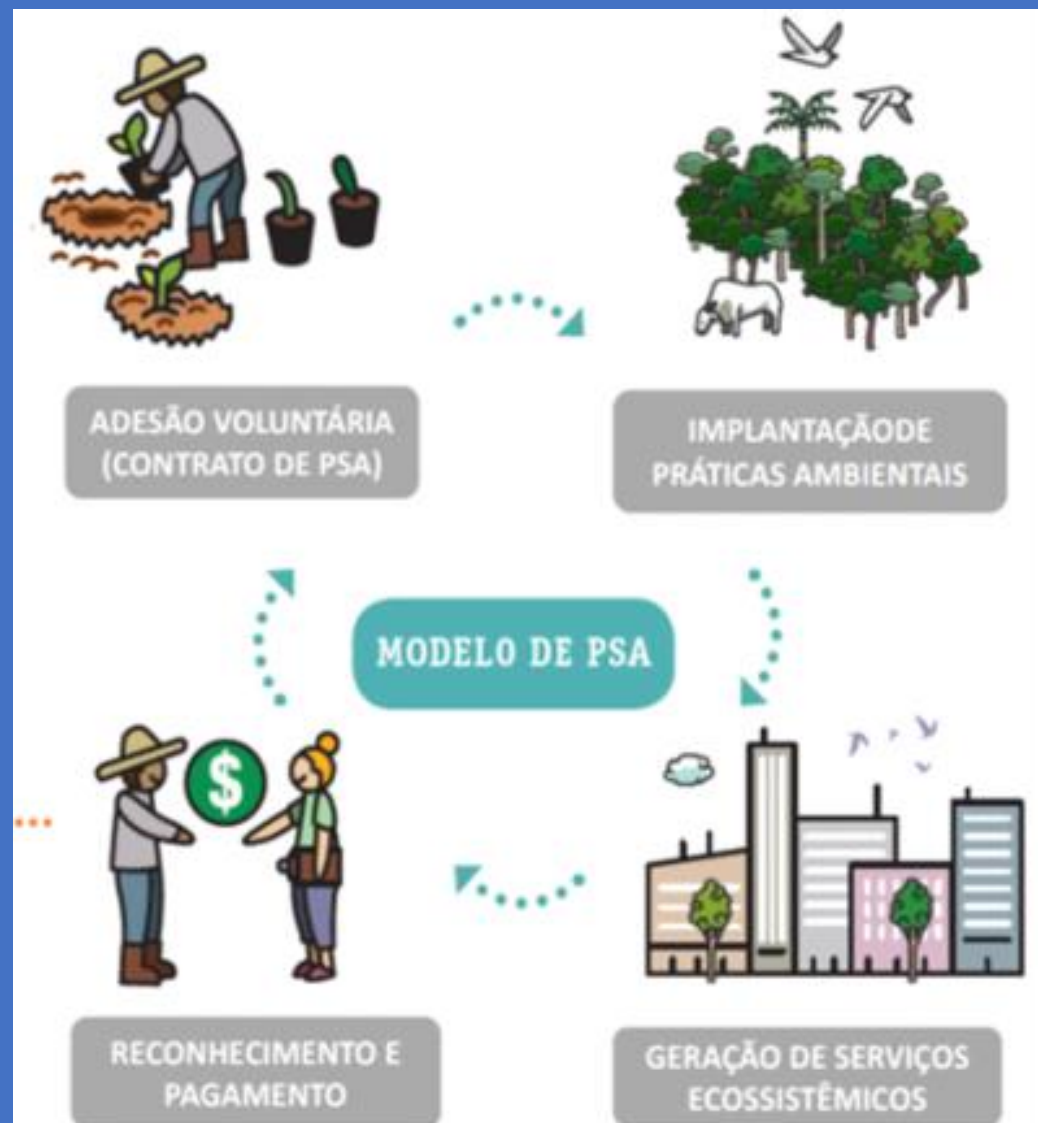 ADESÃO VOLUNTÁRIA
(CONTRATO DE PSA)
IMPLANTAÇÃODE
PRÁTICAS AMBIENTAIS
MODELO DE PSA
$
RECONHECIMENTO E
PAGAMENTO
GERAÇÃO DE SERVIÇOS
ECOSSISTÊMICOS